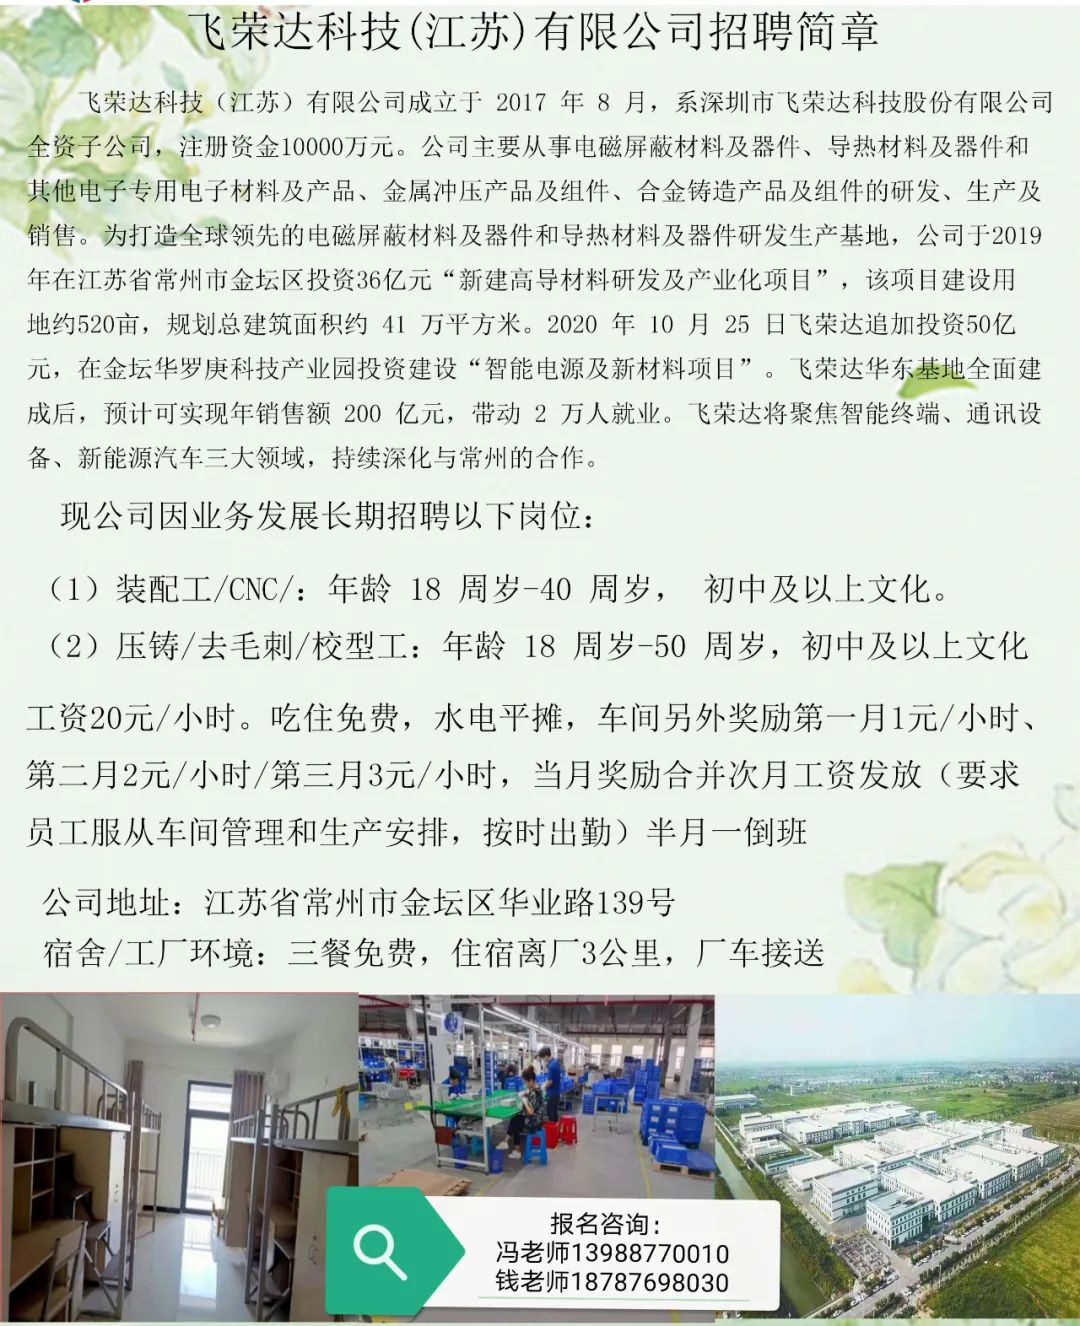 飞荣达科技(江苏)有限公司招聘简章
飞荣达科技（江苏）有限公司成立于 2017 年 8 月，系深圳市飞荣达科技股份有限公司
全资子公司，注册资金10000万元。公司主要从事电磁屏蔽材料及器件、导热材料及器件和
其他电子专用电子材料及产品、金属冲压产品及组件、合金铸造产品及组件的研发、生产及
销售。为打造全球领先的电磁屏蔽材料及器件和导热材料及器件研发生产基地，公司于2019
年在江苏省常州市金坛区投资36亿元“新建高导材料研发及产业化项目”，该项目建设用
地约520亩，规划总建筑面积约 41 万平方米。2020 年 10 月 25 日飞荣达追加投资50亿
元，在金坛华罗庚科技产业园投资建设“智能电源及新材料项目”。飞荣达华东基地全面建
成后，预计可实现年销售额 200 亿元，带动 2 万人就业。飞荣达将聚焦智能终端、通讯设
备、新能源汽车三大领域，持续深化与常州的合作。
现公司因业务发展长期招聘以下岗位：
（1）装配工/CNC/：年龄 18 周岁-40 周岁， 初中及以上文化。
（2）压铸/去毛刺/校型工：年龄 18 周岁-50 周岁，初中及以上文化
工资20元/小时。吃住免费，水电平摊，车间另外奖励第一月1元/小时、
第二月2元/小时/第三月3元/小时，当月奖励合并次月工资发放（要求
员工服从车间管理和生产安排，按时出勤）半月一倒班
公司地址：江苏省常州市金坛区华业路139号
宿舍/工厂环境：三餐免费，住宿离厂3公里，厂车接送
报名咨询：
冯老师13988770010
钱老师18787698030